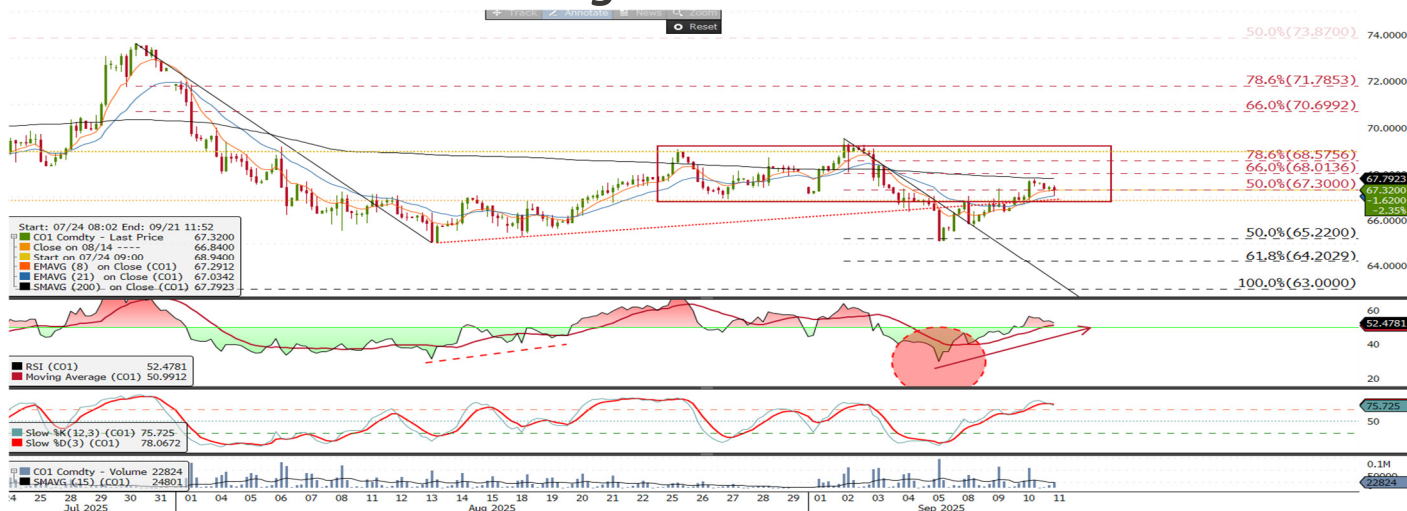 Track Annotate News Zoom
Reset
50.0%(73.8700)
74.0000
78.6%(71.7853)
72.0000
66.0%(70.6992)
70.0000
78.6%(68.5756)
66.0%(68.0136)
67.7923
50.0%(67.3000)
67.3200
-1.6200
-2.35%
66.0000
50.0%(65.2200)
61.8%(64.2029)
64.0000
100.0%(63.0000)
Start: 07/24 08:02 End: 09/21 11:52
CO1 Comdty - Last Price 67.3200
Close on 08/14 ---- 66.8400
Start on 07/24 09:00 68.9400
EMAVG (8) on Close (CO1) 67.2912
EMAVG (21) on Close (CO1) 67.0342
SMAVG (200) on Close (CO1) 67.7923
60
52.4781
40
20
RSI (CO1) 52.4781
Moving Average (CO1) 50.9912
75.725
50
Slow %K(12,3) (CO1) 75.725
Slow %D(3) (CO1) 78.0672
0.1M
22824
CO1 Comdty - Volume 22824
SMAVG (15) (CO1) 24801
25 28 29 30 31 01 04 05 06 07 08 11 12 13 14 15 18 19 20 21 22 25 26 27 28 29 01 02 03 04 05 08 09 10 11
Jul 2025 Aug 2025 Sep 2025